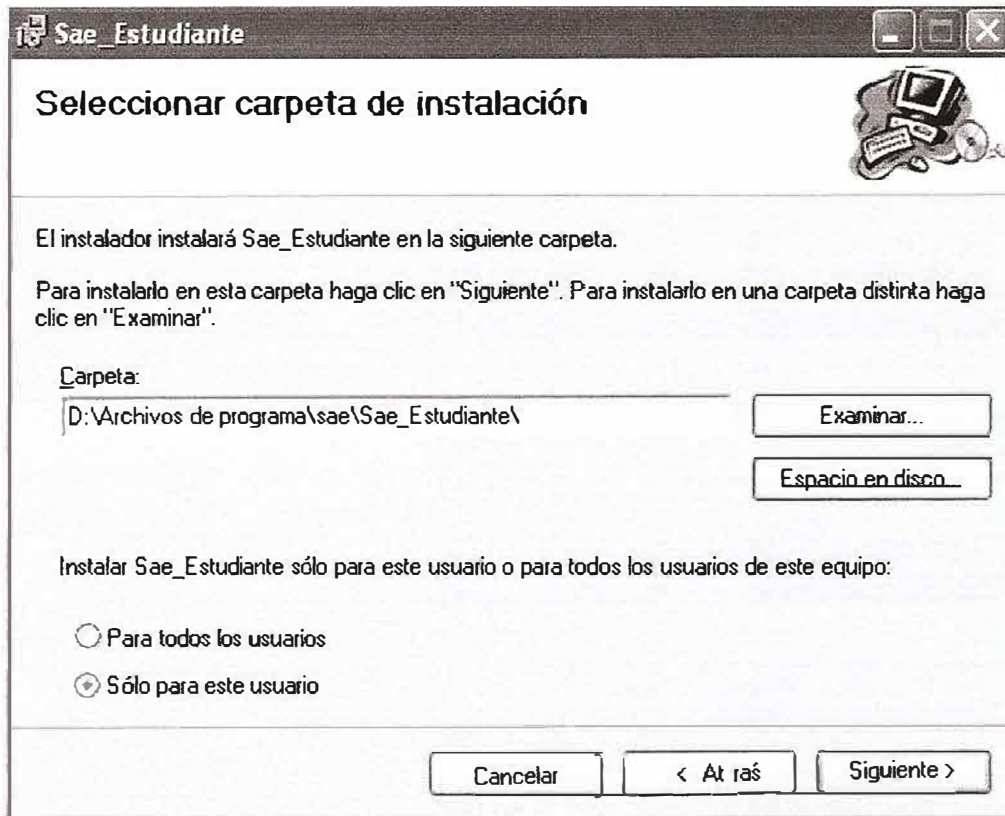 Sae_Estudiante
Seleccionar carpeta de instalación
El instalador instalará Sae_Estudiante en la siguiente carpeta.
Para instalarlo en esta carpeta haga clic en "Siguiente". Para instalarlo en una carpeta distinta haga
clic en "Examinar".
Carpeta:
D:\Archivos de programa\sae\Sae_Estudiante\
Examinar...
Espacio en disco...
Instalar Sae_Estudiante sólo para este usuario o para todos los usuarios de este equipo:
Para todos los usuarios
Sólo para este usuario
Cancelar
< At raś
Siguiente >